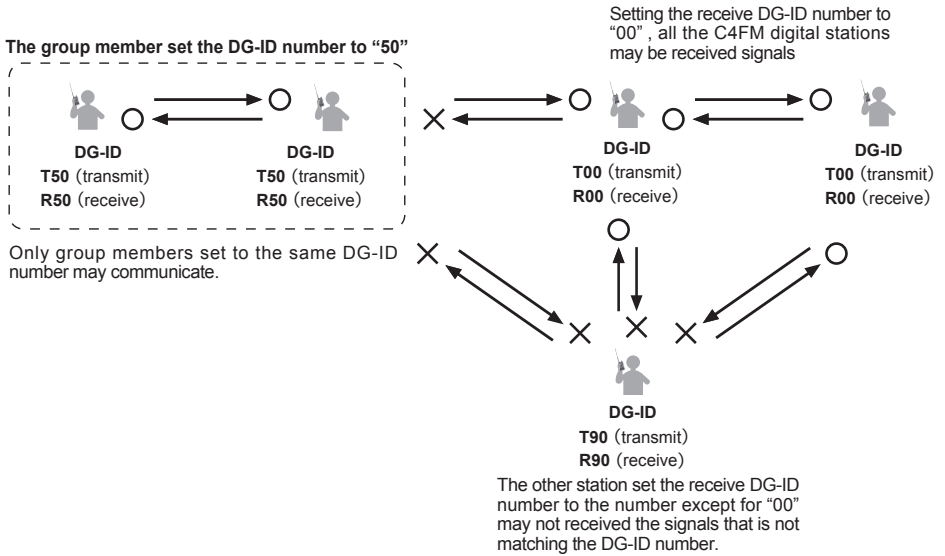 Setting the receive DG-ID number to
“00” , all the C4FM digital stations
may be received signals
The group member set the DG-ID number to “50”
DG-ID
T50 (transmit)
R50 (receive)
DG-ID
T50 (transmit)
R50 (receive)
DG-ID
T00 (transmit)
R00 (receive)
DG-ID
T00 (transmit)
R00 (receive)
Only group members set to the same DG-ID
number may communicate.
DG-ID
T90 (transmit)
R90 (receive)
The other station set the receive DG-ID
number to the number except for “00”
may not received the signals that is not
matching the DG-ID number.